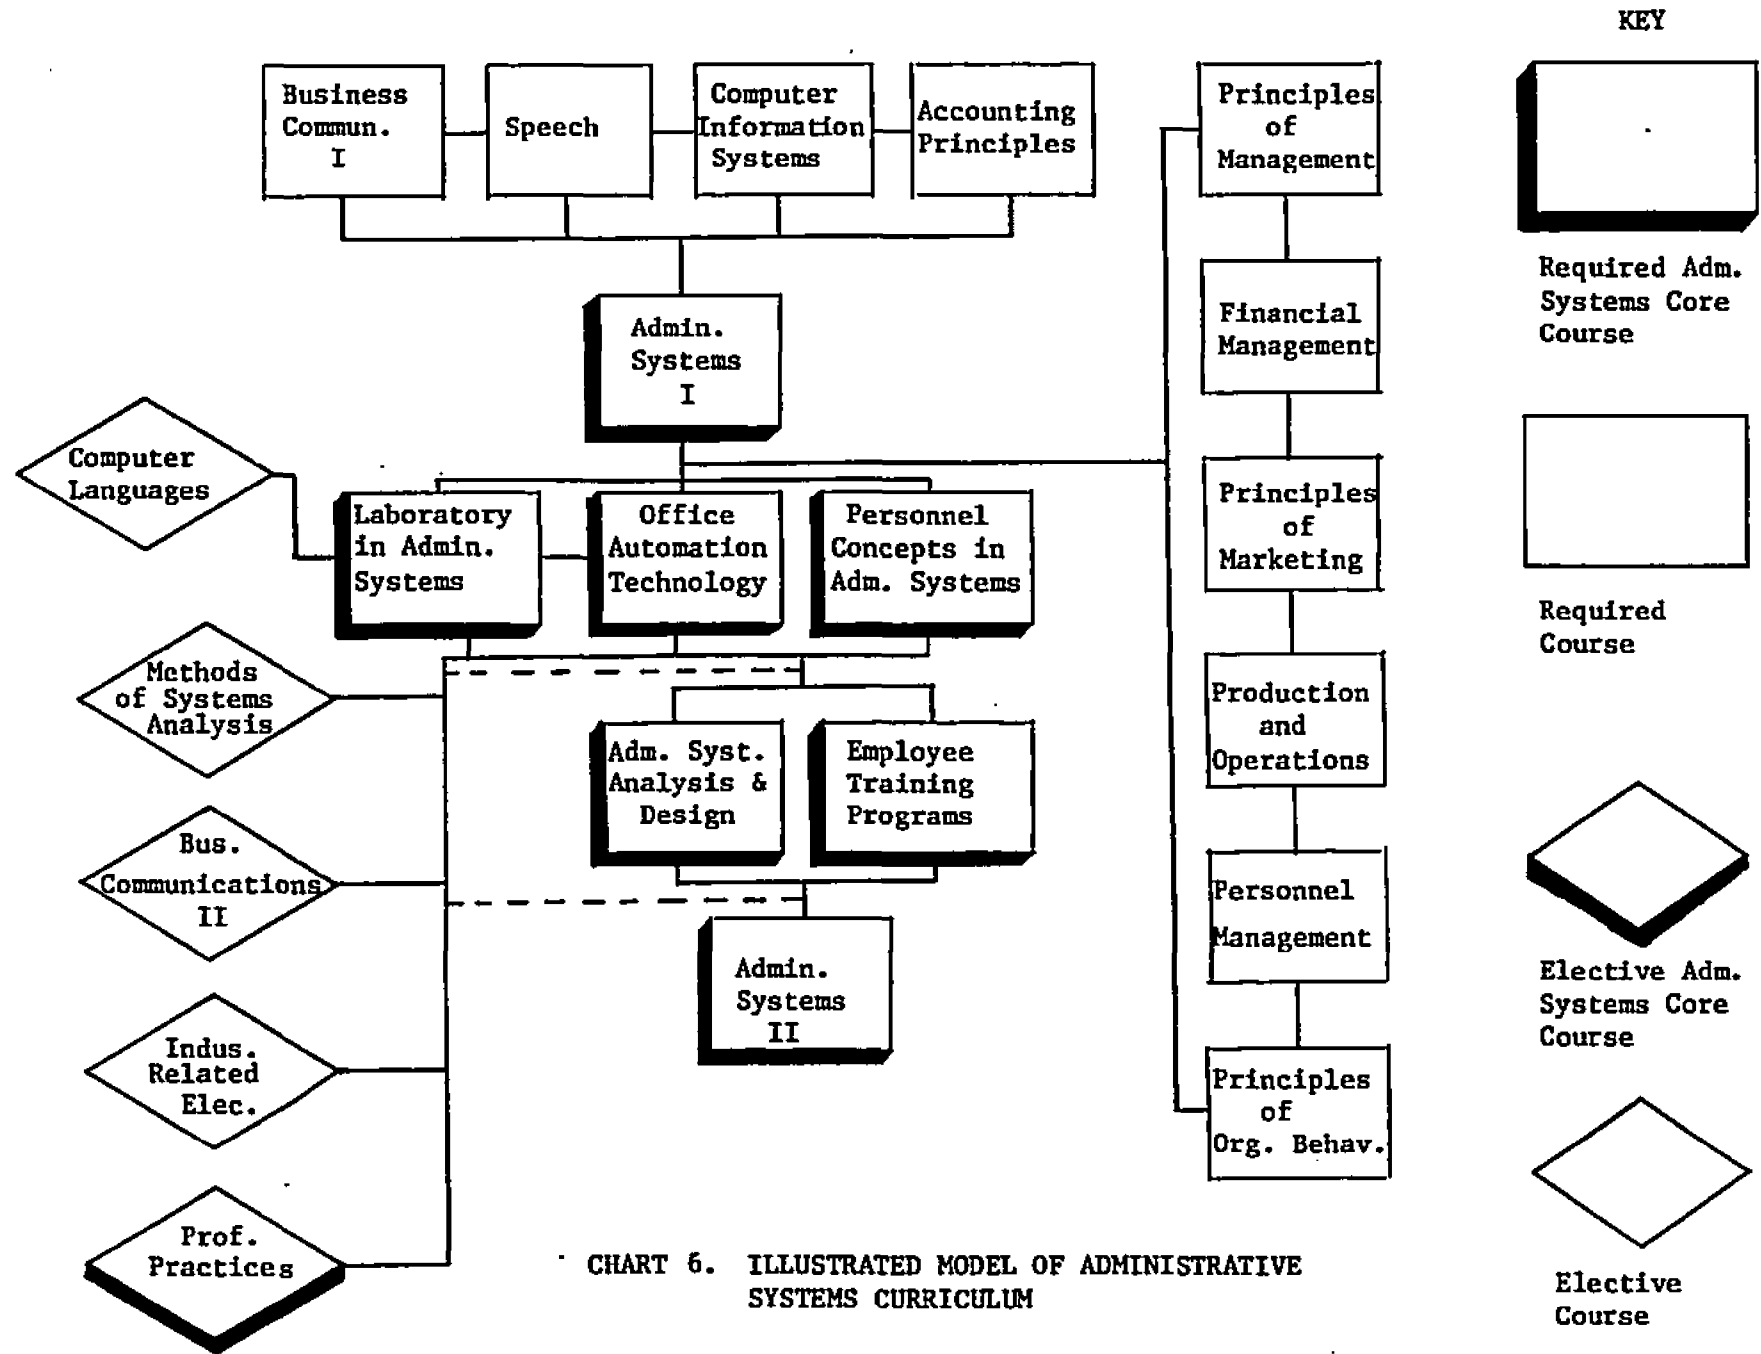 KEY
Business
Commun.
I
Speech
Computer
Information
Systems
Accounting
Principles
Principles
of
Management
Required Adm.
Systems Core
Course
Admin.
Systems
I
Financial
Management
Computer
Languages
Laboratory
in Admin.
Systems
Office
Automation
Technology
Personnel
Concepts in
Adm. Systems
Principles
of
Marketing
Required
Course
Methods
of Systems
Analysis
Adm. Syst.
Analysis &
Design
Employee
Training
Programs
Production
and
Operations
Bus.
Communications
II
Admin.
Systems
II
Personnel
Management
Elective Adm.
Systems Core
Course
Indus.
Related
Elec.
Principles
of
Org. Behav.
Prof.
Practices
Elective
Course
CHART 6. ILLUSTRATED MODEL OF ADMINISTRATIVE
SYSTEMS CURRICULUM